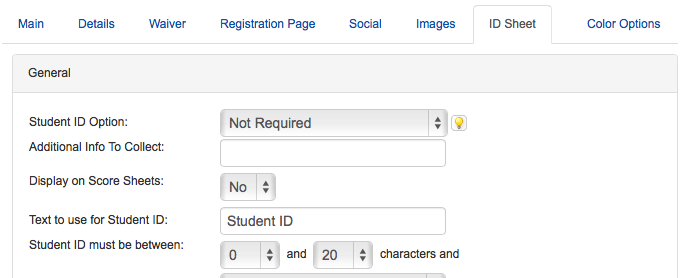 Main Details Waiver Registration Page Social Images ID Sheet Color Options
General
Student ID Option: Not Required
Additional Info To Collect:
Display on Score Sheets: No
Text to use for Student ID: Student ID
Student ID must be between: 0 and 20 characters and